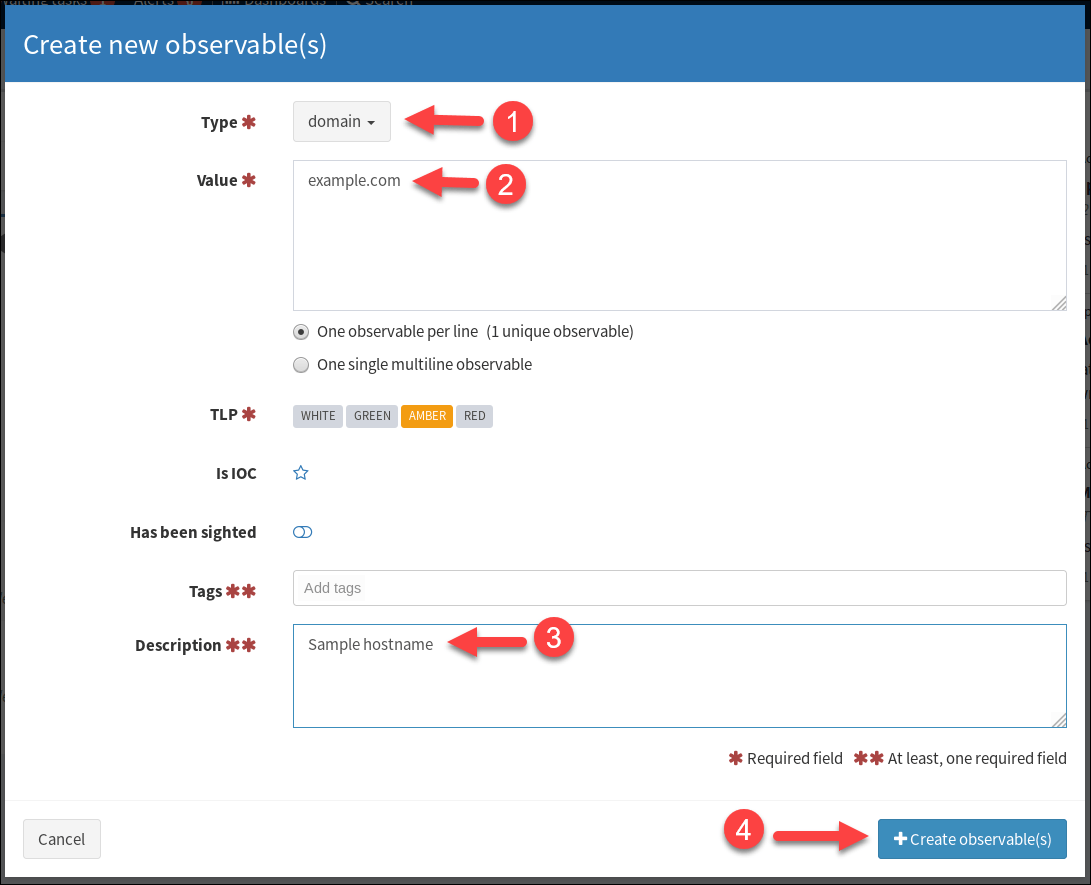 Dashboards
Search
Create new observable(s)
Type ✱ domain 1
Value ✱ example.com 2
One observable per line (1 unique observable)
One single multiline observable
TLP ✱ WHITE GREEN AMBER RED
Is IOC
Has been sighted
Tags ✱✱ Add tags
Description ✱✱ Sample hostname 3
✱ Required field ✱✱ At least, one required field
Cancel 4 + Create observable(s)